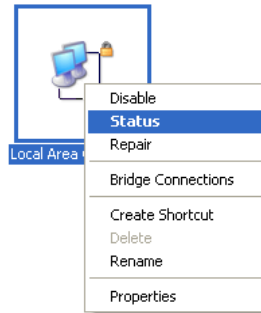 Local Area
Disable
Status
Repair
Bridge Connections
Create Shortcut
Delete
Rename
Properties